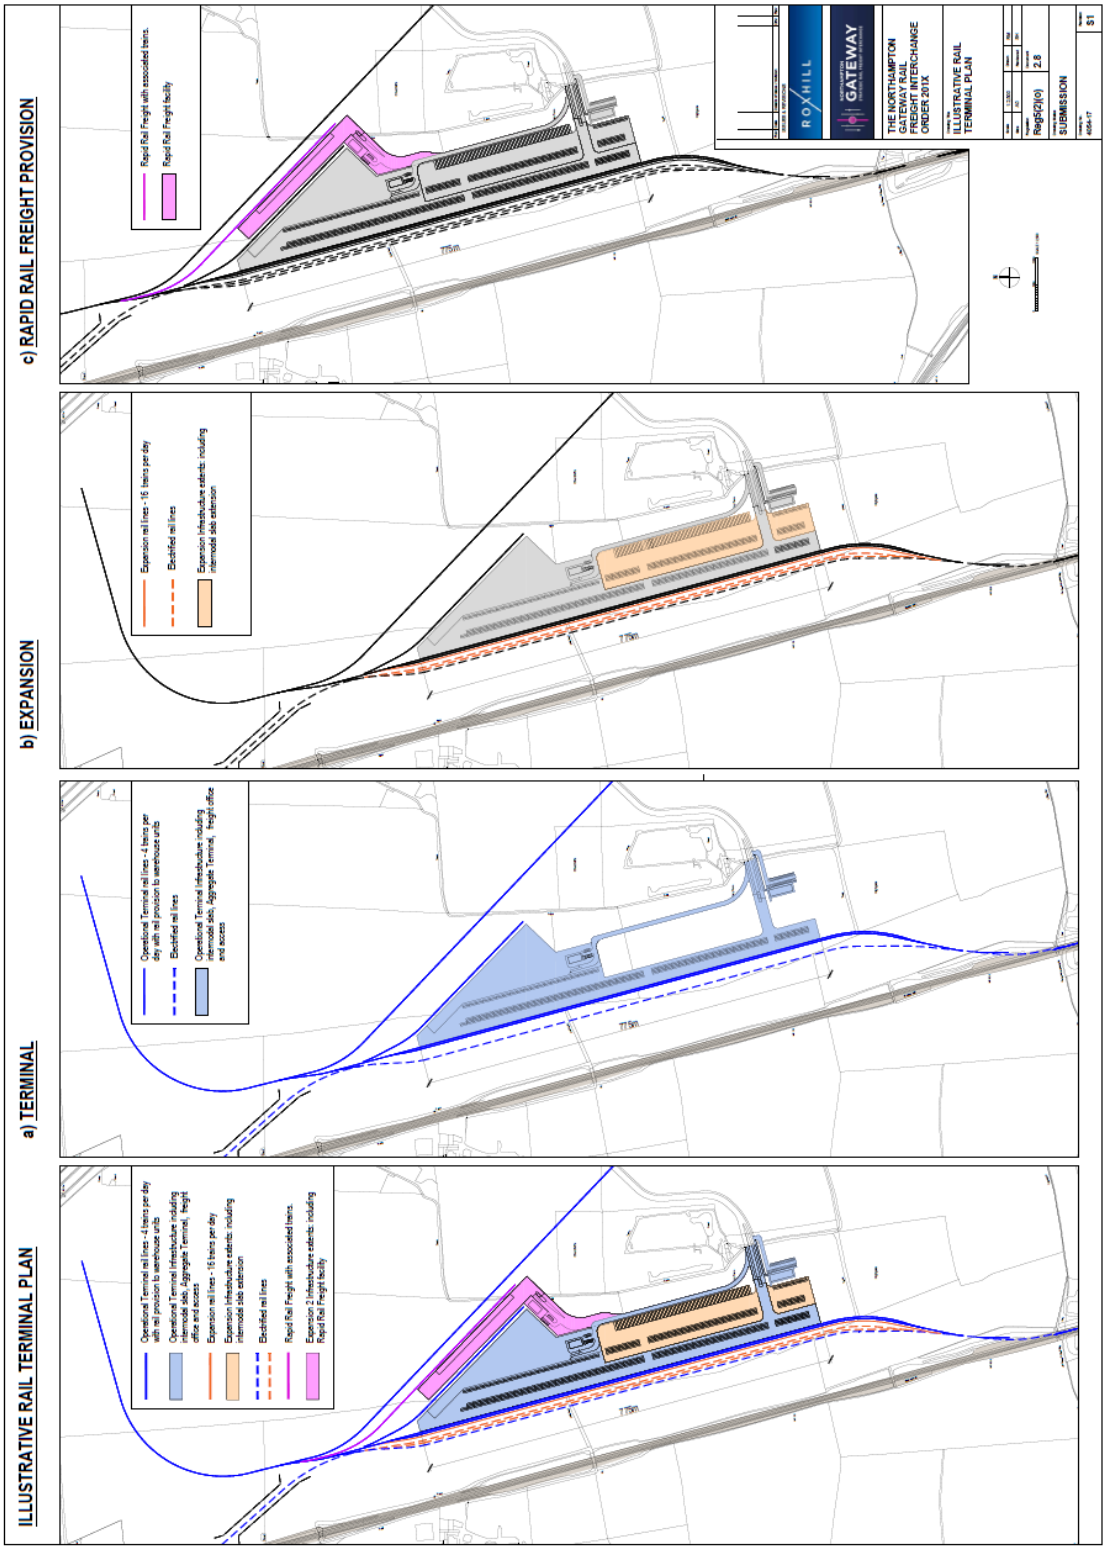 ILLUSTRATIVE RAIL TERMINAL PLAN
Operational Terminal rail lines - 4 trains per day
with rail provision to warehouse units
Operational Terminal Infrastructure including
intermodal slab, Aggregate Terminal, freight
office and access
Expansion rail lines - 16 trains per day
Expansion Infrastructure extents: including
intermodal slab extension
Electrified rail lines
Rapid Rail Freight with associated trains.
Expansion 2 Infrastructure extents: including
Rapid Rail Freight facility
775m
a) TERMINAL
Operational Terminal rail lines - 4 trains per
day with rail provision to warehouse units
Electrified rail lines
Operational Terminal Infrastructure including
intermodal slab, Aggregate Terminal, freight office
and access
775m
b) EXPANSION
Expansion rail lines - 16 trains per day
Electrified rail lines
Expansion Infrastructure extents: including
intermodal slab extension
775m
c) RAPID RAIL FREIGHT PROVISION
Rapid Rail Freight with associated trains.
Rapid Rail Freight facility
775m
ROXHILL
NORTHAMPTON
GATEWAY
STRATEGIC RAIL FREIGHT INTERCHANGE
THE NORTHAMPTON
GATEWAY RAIL
FREIGHT INTERCHANGE
ORDER 201X
ILLUSTRATIVE RAIL
TERMINAL PLAN
Reg5(2)(o)
2.8
SUBMISSION
4054-17
S1